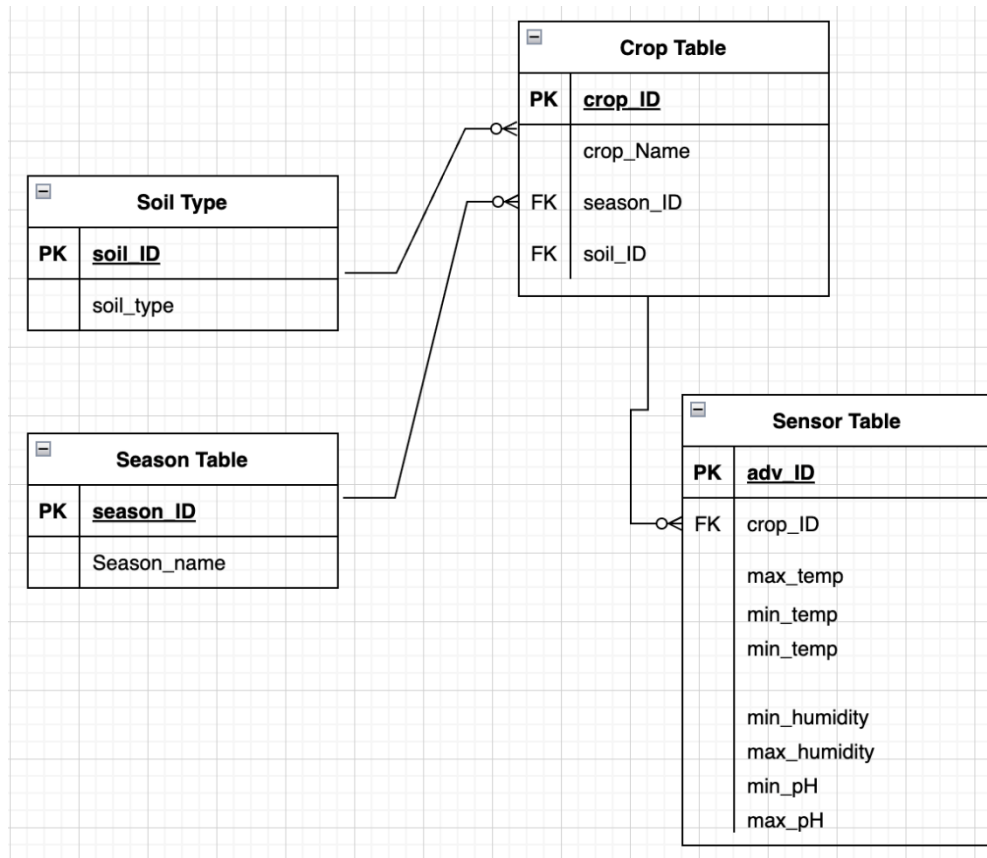 Crop Table
PK crop_ID
crop_Name
FK season_ID
FK soil_ID
Soil Type
PK soil_ID
soil_type
Season Table
PK season_ID
Season_name
Sensor Table
PK adv_ID
FK crop_ID
max_temp
min_temp
min_temp
min_humidity
max_humidity
min_pH
max_pH